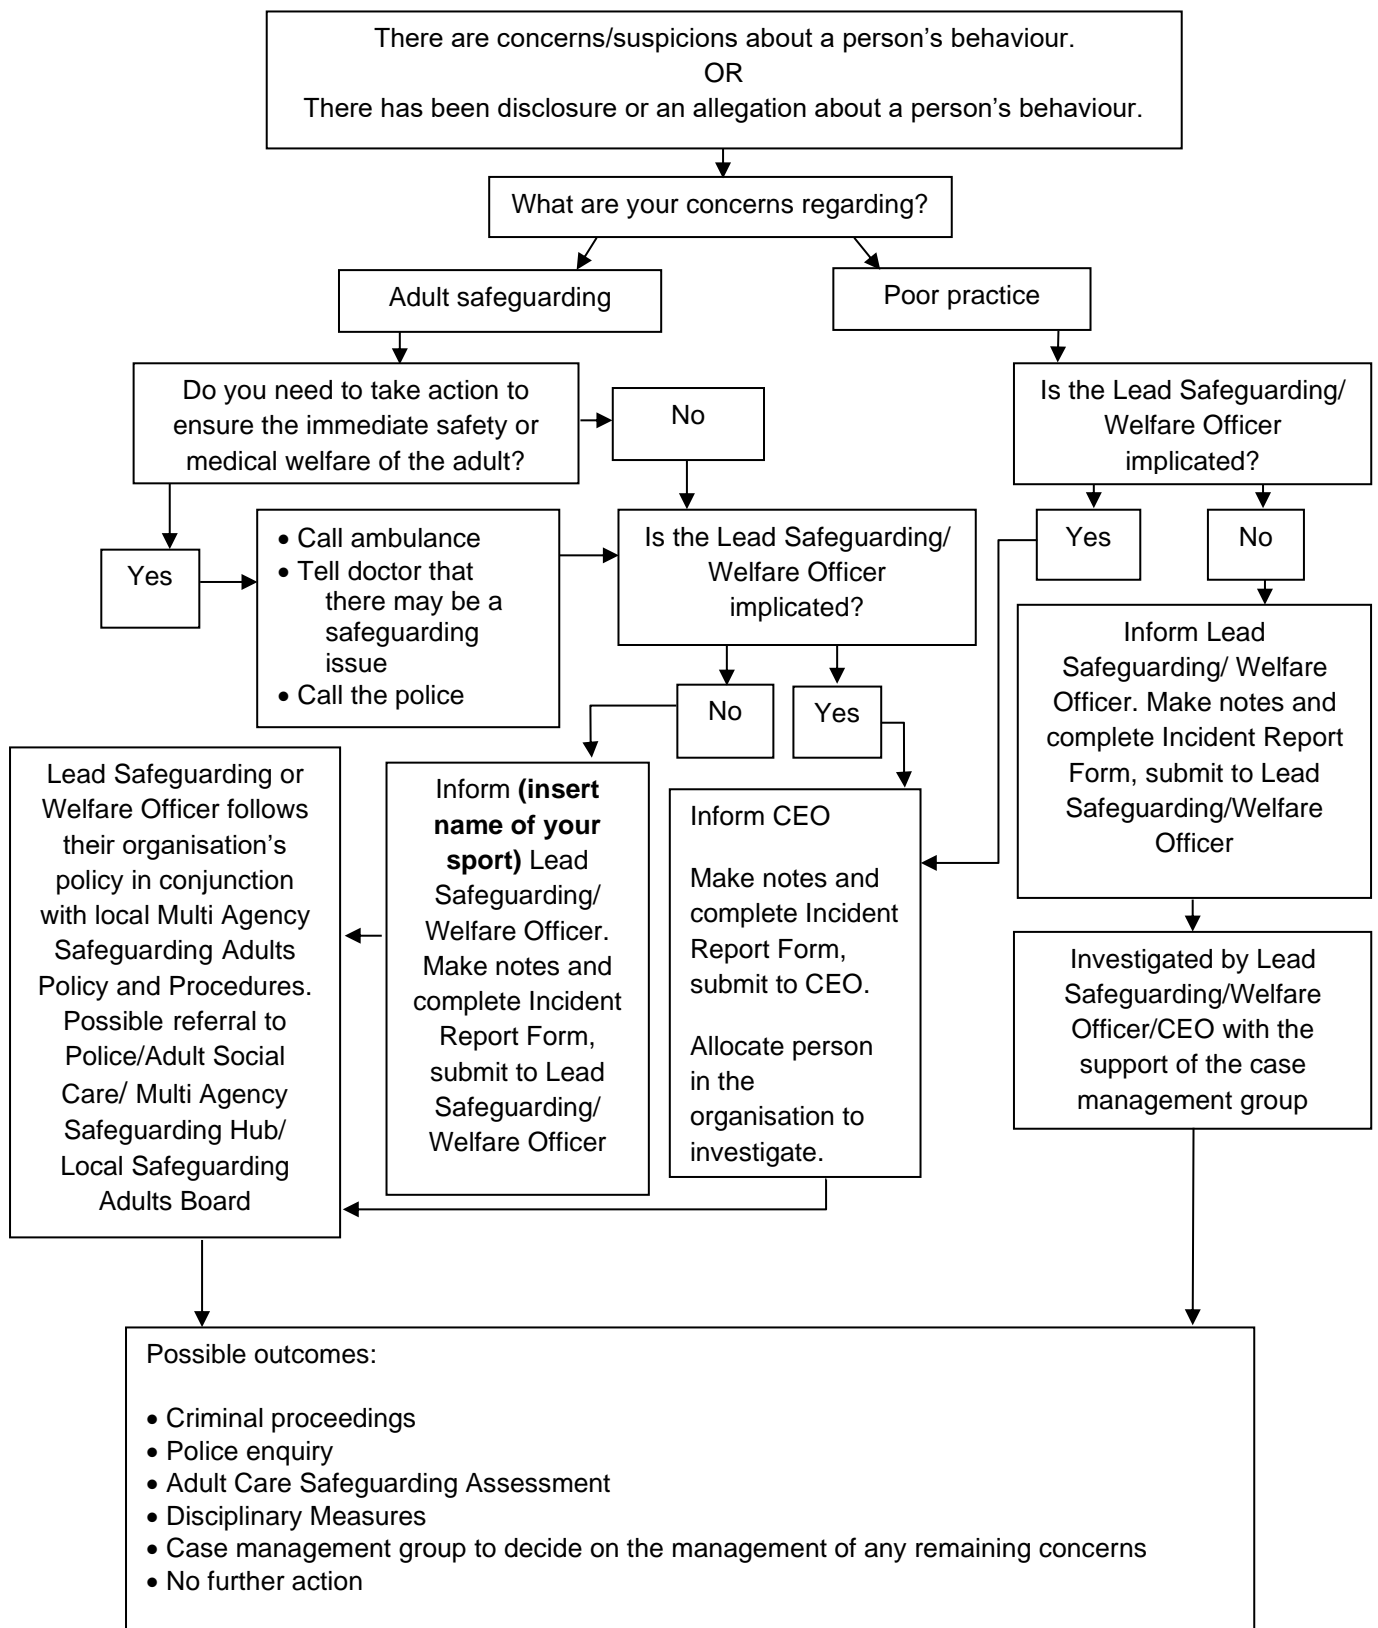 There are concerns/suspicions about a person’s behaviour.
OR
There has been disclosure or an allegation about a person’s behaviour.
What are your concerns regarding?
Adult safeguarding
Poor practice
Do you need to take action to
ensure the immediate safety or
medical welfare of the adult?
No
Is the Lead Safeguarding/
Welfare Officer
implicated?
Yes
• Call ambulance
• Tell doctor that
there may be a
safeguarding
issue
• Call the police
Is the Lead Safeguarding/
Welfare Officer
implicated?
Yes
No
No
Yes
Inform Lead
Safeguarding/ Welfare
Officer. Make notes and
complete Incident Report
Form, submit to Lead
Safeguarding/Welfare
Officer
Lead Safeguarding or
Welfare Officer follows
their organisation’s
policy in conjunction
with local Multi Agency
Safeguarding Adults
Policy and Procedures.
Possible referral to
Police/Adult Social
Care/ Multi Agency
Safeguarding Hub/
Local Safeguarding
Adults Board
Inform (insert
name of your
sport) Lead
Safeguarding/
Welfare Officer.
Make notes and
complete Incident
Report Form,
submit to Lead
Safeguarding/
Welfare Officer
Inform CEO
Make notes and
complete Incident
Report Form,
submit to CEO.
Allocate person
in the
organisation to
investigate.
Investigated by Lead
Safeguarding/Welfare
Officer/CEO with the
support of the case
management group
Possible outcomes:
• Criminal proceedings
• Police enquiry
• Adult Care Safeguarding Assessment
• Disciplinary Measures
• Case management group to decide on the management of any remaining concerns
• No further action